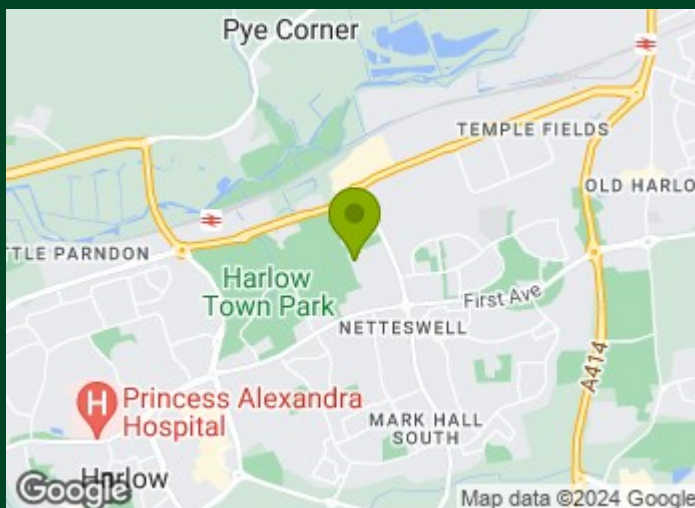 Pye Corner
TEMPLE FIELDS
OLD HARLO
TTLE PARNDON
Harlow
Town Park
First Ave
NETTESWELL
A414
H
Princess Alexandra
Hospital
MARK HALL
SOUTH
Harlow
Google
Map data ©2024 Google